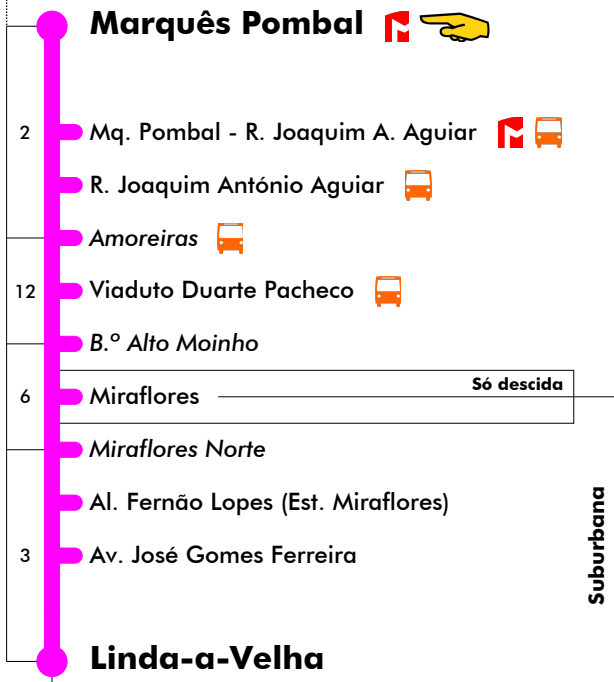 Marquês Pombal
2
Mq. Pombal - R. Joaquim A. Aguiar
R. Joaquim António Aguiar
Amoreiras
12
Viaduto Duarte Pacheco
B.º Alto Moinho
6
Miraflores
Só descida
Miraflores Norte
Al. Fernão Lopes (Est. Miraflores)
Suburbana
3
Av. José Gomes Ferreira
Linda-a-Velha